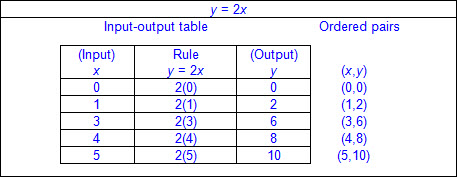 y = 2x
Input-output table Ordered pairs
(Input) Rule (Output)
x y = 2x y (x,y)
0 2(0) 0 (0,0)
1 2(1) 2 (1,2)
3 2(3) 6 (3,6)
4 2(4) 8 (4,8)
5 2(5) 10 (5,10)